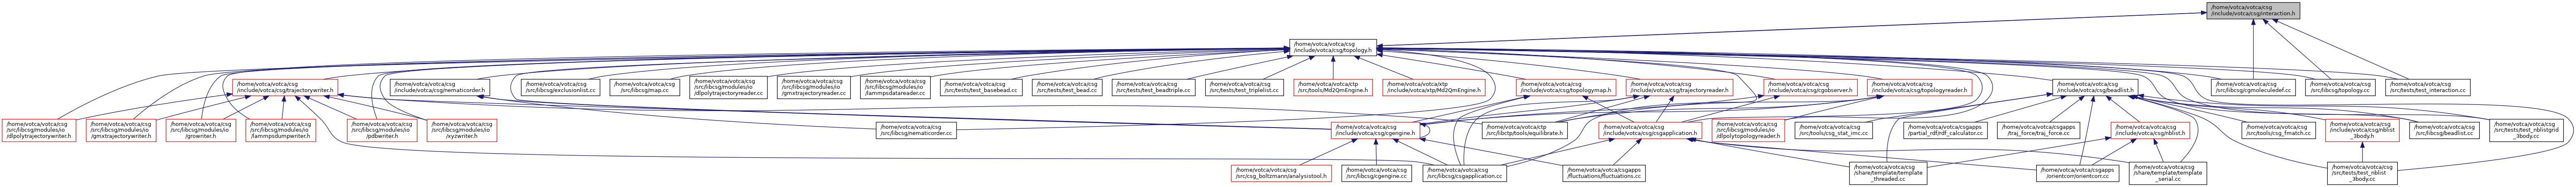 /home/votca/votca/csg
/include/votca/csg/interaction.h
/home/votca/votca/csg
/include/votca/csg/topology.h
/home/votca/votca/csg
/include/votca/csg/trajectorywriter.h
/home/votca/votca/csg
/include/votca/csg/nematicorder.h
/home/votca/votca/csg
/src/libcsg/exclusionlist.cc
/home/votca/votca/csg
/src/libcsg/map.cc
/home/votca/votca/csg
/src/libcsg/modules/io
/dlpolytrajectoryreader.cc
/home/votca/votca/csg
/src/libcsg/modules/io
/gmxtrajectoryreader.cc
/home/votca/votca/csg
/src/libcsg/modules/io
/lammpsdatareader.cc
/home/votca/votca/csg
/src/tests/test_basebead.cc
/home/votca/votca/csg
/src/tests/test_bead.cc
/home/votca/votca/csg
/src/tests/test_beadtriple.cc
/home/votca/votca/csg
/src/tests/test_triplelist.cc
/home/votca/votca/ctp
/src/tools/Md2QmEngine.h
/home/votca/votca/xtp
/include/votca/xtp/Md2QmEngine.h
/home/votca/votca/csg
/include/votca/csg/topologymap.h
/home/votca/votca/csg
/include/votca/csg/trajectoryreader.h
/home/votca/votca/csg
/include/votca/csg/cgobserver.h
/home/votca/votca/csg
/include/votca/csg/topologyreader.h
/home/votca/votca/csg
/include/votca/csg/beadlist.h
/home/votca/votca/csg
/src/libcsg/cgmoleculedef.cc
/home/votca/votca/csg
/src/libcsg/topology.cc
/home/votca/votca/csg
/src/tests/test_interaction.cc
/home/votca/votca/csg
/src/libcsg/modules/io
/dlpolytrajectorywriter.h
/home/votca/votca/csg
/src/libcsg/modules/io
/gmxtrajectorywriter.h
/home/votca/votca/csg
/src/libcsg/modules/io
/growriter.h
/home/votca/votca/csg
/src/libcsg/modules/io
/lammpsdumpwriter.h
/home/votca/votca/csg
/src/libcsg/modules/io
/pdbwriter.h
/home/votca/votca/csg
/src/libcsg/modules/io
/xyzwriter.h
/home/votca/votca/csg
/src/libcsg/nematicorder.cc
/home/votca/votca/csg
/include/votca/csg/cgengine.h
/home/votca/votca/ctp
/src/libctp/tools/equilibrate.h
/home/votca/votca/csg
/include/votca/csg/csgapplication.h
/home/votca/votca/csg
/src/libcsg/modules/io
/dlpolytopologyreader.h
/home/votca/votca/csg
/src/tools/csg_stat_imc.cc
/home/votca/votca/csgapps
/partial_rdf/rdf_calculator.cc
/home/votca/votca/csgapps
/traj_force/traj_force.cc
/home/votca/votca/csg
/include/votca/csg/nblist.h
/home/votca/votca/csg
/src/tools/csg_fmatch.cc
/home/votca/votca/csg
/include/votca/csg/nblist
_3body.h
/home/votca/votca/csg
/src/libcsg/beadlist.cc
/home/votca/votca/csg
/src/tests/test_nblistgrid
_3body.cc
/home/votca/votca/csg
/src/csg_boltzmann/analysistool.h
/home/votca/votca/csg
/src/libcsg/cgengine.cc
/home/votca/votca/csg
/src/libcsg/csgapplication.cc
/home/votca/votca/csgapps
/fluctuations/fluctuations.cc
/home/votca/votca/csg
/share/template/template
_threaded.cc
/home/votca/votca/csgapps
/orientcorr/orientcorr.cc
/home/votca/votca/csg
/share/template/template
_serial.cc
/home/votca/votca/csg
/src/tests/test_nblist
_3body.cc